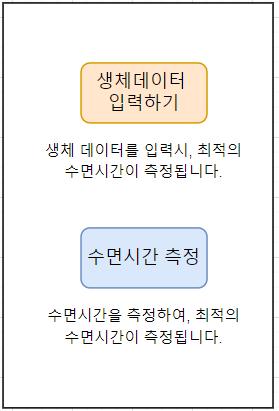 생체데이터
입력하기
생체 데이터를 입력시, 최적의
수면시간이 측정됩니다.
수면시간 측정
수면시간을 측정하여, 최적의
수면시간이 측정됩니다.